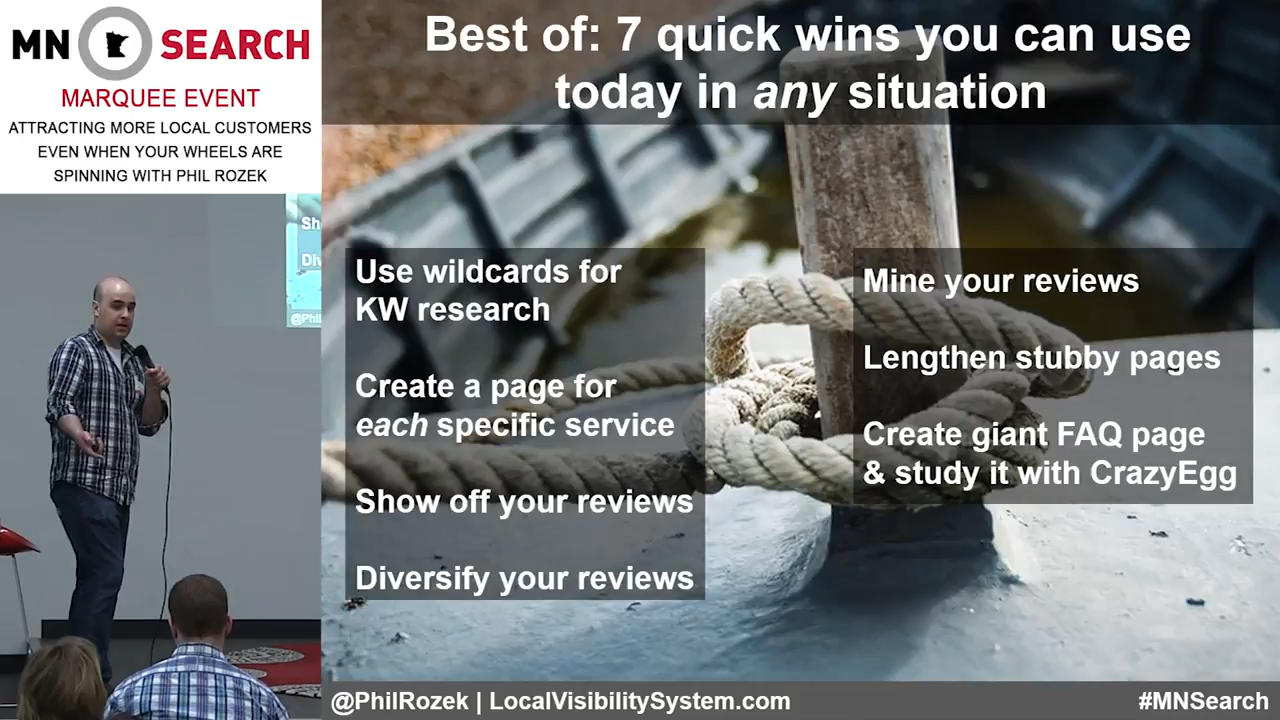 MN SEARCH
MARQUEE EVENT
ATTRACTING MORE LOCAL CUSTOMERS
EVEN WHEN YOUR WHEELS ARE
SPINNING WITH PHIL ROZEK
Best of: 7 quick wins you can use
today in any situation
Use wildcards for
KW research
Create a page for
each specific service
Show off your reviews
Diversify your reviews
Mine your reviews
Lengthen stubby pages
Create giant FAQ page
& study it with CrazyEgg
Sh
Div
@Phil
@PhilRozek | LocalVisibilitySystem.com
#MNSearch